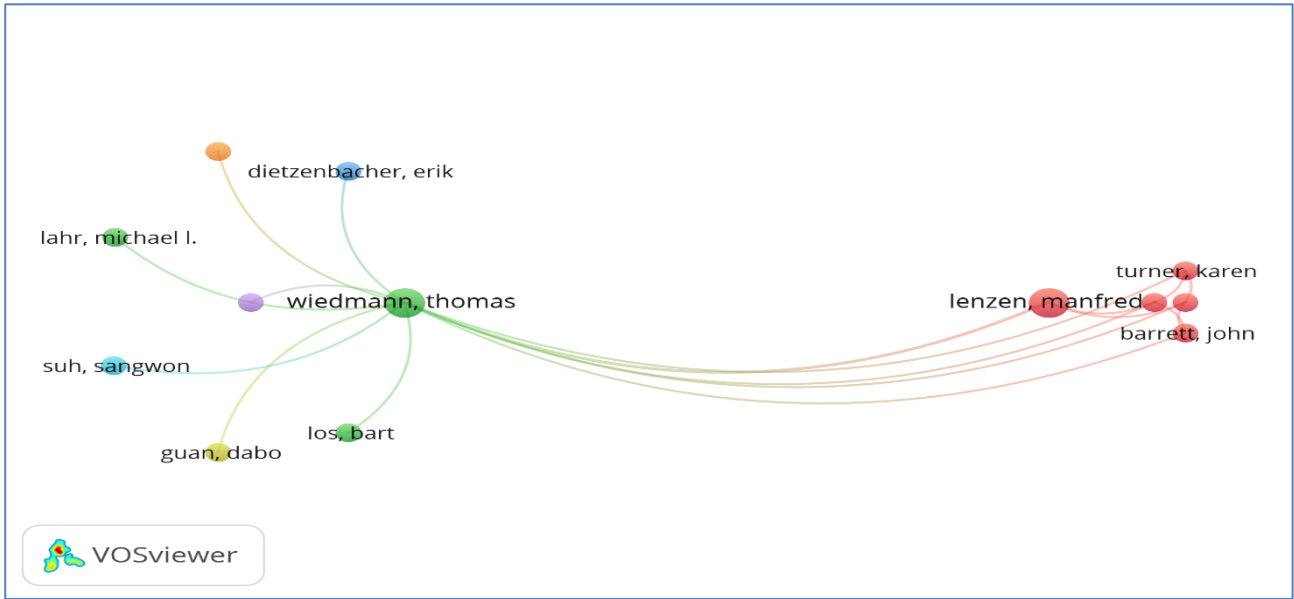 dietzenbacher, erik
lahr, michael l.
wiedmann, thomas
suh, sangwon
los, bart
guan, dabo
turner, karen
lenzen, manfred
barrett, john
VOSviewer